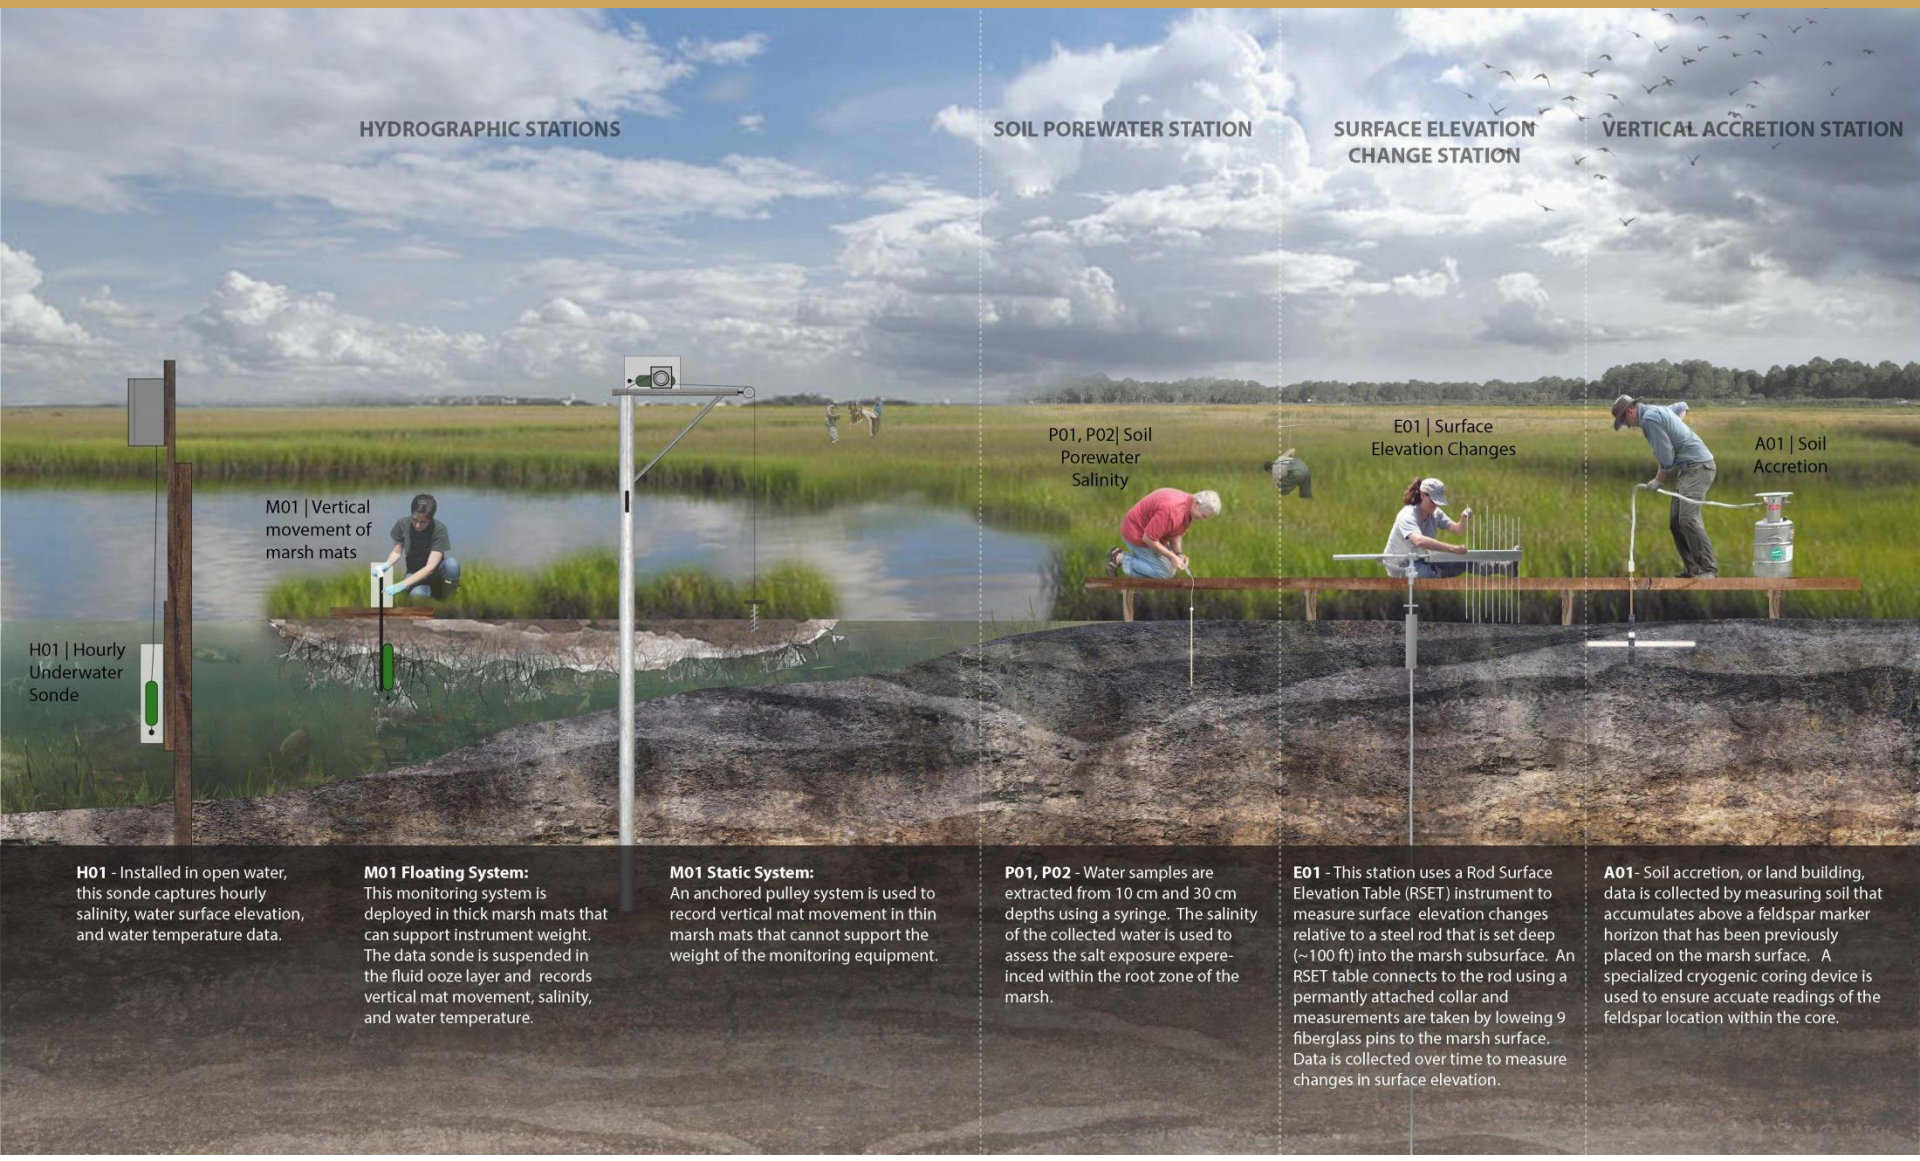 HYDROGRAPHIC STATIONS
SOIL POREWATER STATION
SURFACE ELEVATION
CHANGE STATION
VERTICAL ACCRETION STATION
H01 | Hourly
Underwater
Sonde
M01 | Vertical
movement of
marsh mats
P01, P02| Soil
Porewater
Salinity
E01 | Surface
Elevation Changes
A01 | Soil
Accretion
H01 - Installed in open water,
this sonde captures hourly
salinity, water surface elevation,
and water temperature data.
M01 Floating System:
This monitoring system is
deployed in thick marsh mats that
can support instrument weight.
The data sonde is suspended in
the fluid ooze layer and records
vertical mat movement, salinity,
and water temperature.
M01 Static System:
An anchored pulley system is used to
record vertical mat movement in thin
marsh mats that cannot support the
weight of the monitoring equipment.
P01, P02 - Water samples are
extracted from 10 cm and 30 cm
depths using a syringe. The salinity
of the collected water is used to
assess the salt exposure expere-
inced within the root zone of the
marsh.
E01 - This station uses a Rod Surface
Elevation Table (RSET) instrument to
measure surface elevation changes
relative to a steel rod that is set deep
(~100 ft) into the marsh subsurface. An
RSET table connects to the rod using a
permantly attached collar and
measurements are taken by loweing 9
fiberglass pins to the marsh surface.
Data is collected over time to measure
changes in surface elevation.
A01- Soil accretion, or land building,
data is collected by measuring soil that
accumulates above a feldspar marker
horizon that has been previously
placed on the marsh surface. A
specialized cryogenic coring device is
used to ensure accuate readings of the
feldspar location within the core.